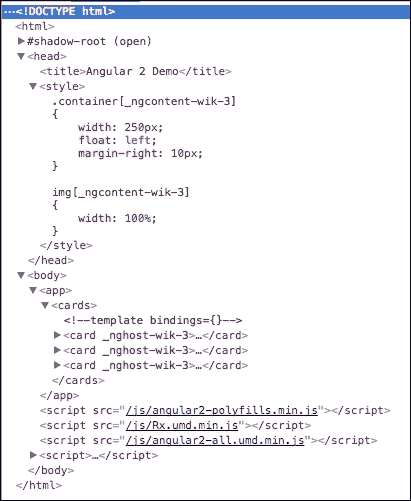 …<!DOCTYPE html>
<html>
▶#shadow-root (open)
▼<head>
<title>Angular 2 Demo</title>
▼<style>
.container[_ngcontent-wik-3]
{
width: 250px;
float: left;
margin-right: 10px;
}
img[_ngcontent-wik-3]
{
width: 100%;
}
</style>
</head>
▼<body>
▼<app>
▼<cards>
<!--template bindings={}-->
▶<card _nghost-wik-3>…</card>
▶<card _nghost-wik-3>…</card>
▶<card _nghost-wik-3>…</card>
</cards>
</app>
<script src="/js/angular2-polyfills.min.js"></script>
<script src="/js/Rx.umd.min.js"></script>
<script src="/js/angular2-all.umd.min.js"></script>
▶<script>…</script>
</body>
</html>